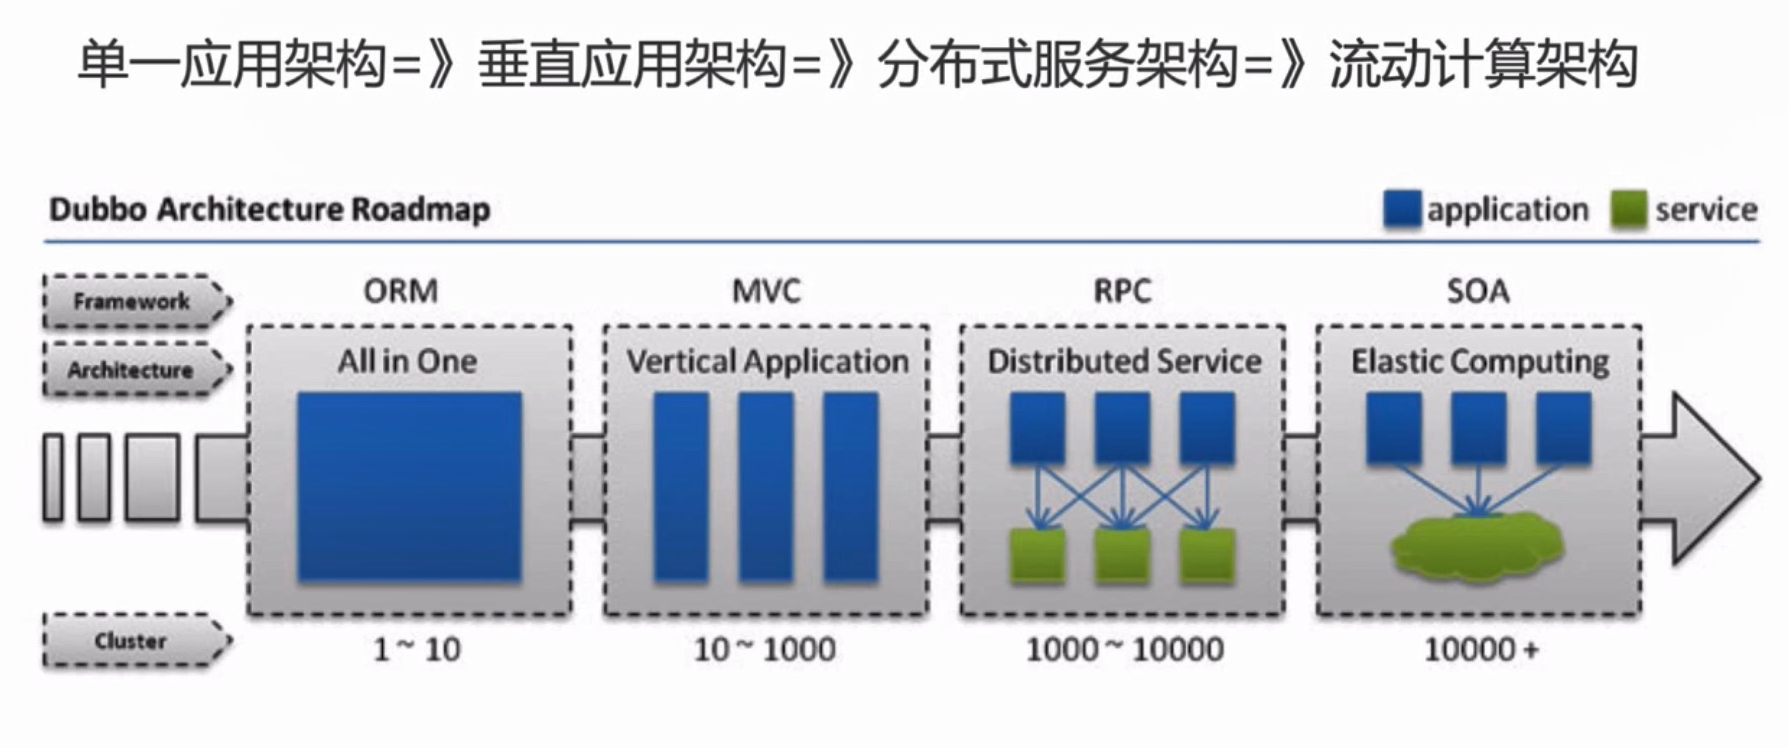 单一应用架构=》垂直应用架构=》分布式服务架构=》流动计算架构
Dubbo Architecture Roadmap
application service
Framework
ORM MVC RPC SOA
Architecture
All in One Vertical Application Distributed Service Elastic Computing
Cluster
1 ~ 10 10 ~ 1000 1000 ~ 10000 10000 +